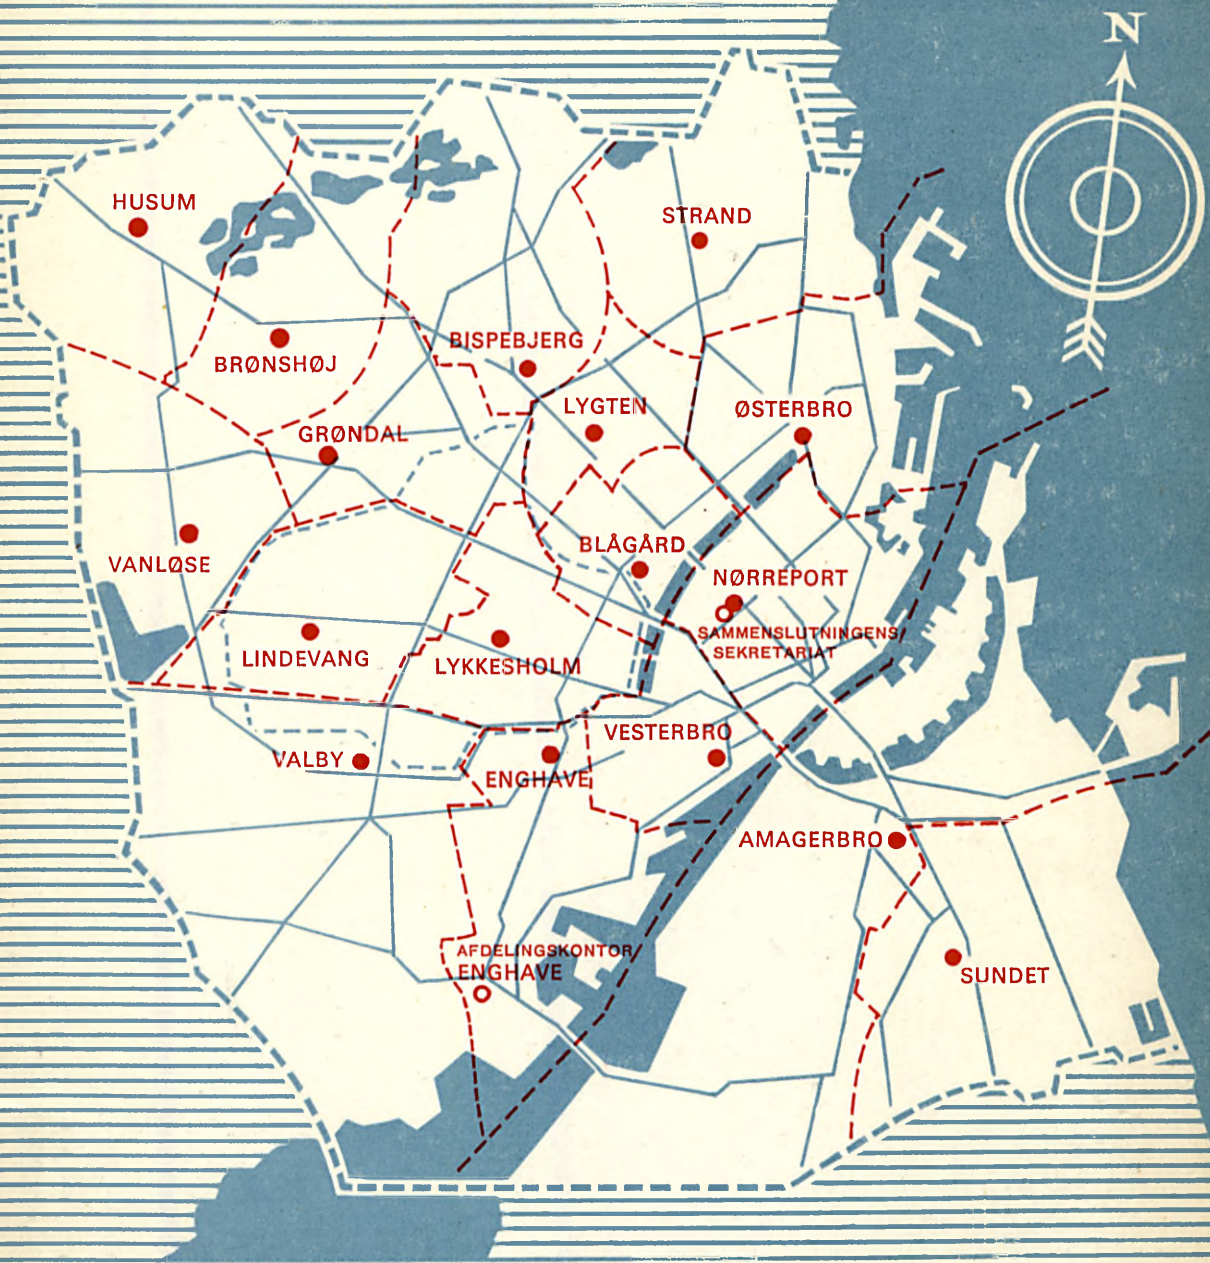 N
HUSUM
STRAND
BISPEBJERG
BRØNSHØJ
LYGTEN
ØSTERBRO
GRØNDAL
BLÅGÅRD
VANLØSE
NØRREPORT
SAMMENSLUTNINGENS/
SEKRETARIAT
LINDEVANG
LYKKESHOLM
VESTERBRO
VALBY
ENGHAVE
AMAGERBRO
AFDELINGSKONTOR
ENGHAVE
SUNDET